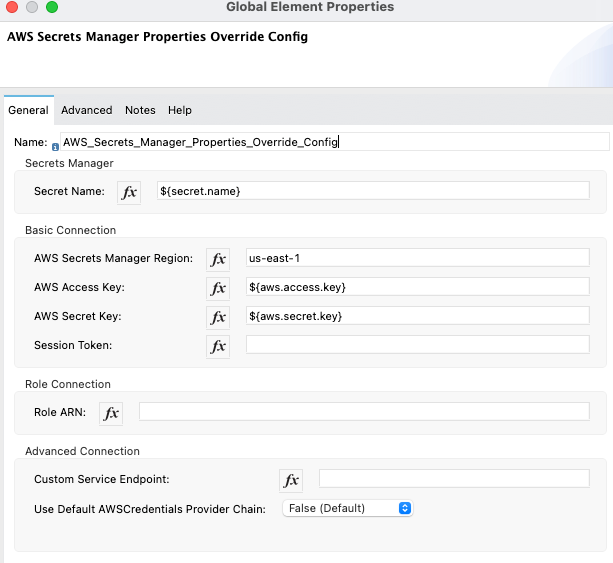 Global Element Properties
AWS Secrets Manager Properties Override Config
General Advanced Notes Help
Name: AWS_Secrets_Manager_Properties_Override_Config
Secrets Manager
Secret Name: fx ${secret.name}
Basic Connection
AWS Secrets Manager Region: fx us-east-1
AWS Access Key: fx ${aws.access.key}
AWS Secret Key: fx ${aws.secret.key}
Session Token: fx
Role Connection
Role ARN: fx
Advanced Connection
Custom Service Endpoint: fx
Use Default AWSCredentials Provider Chain: False (Default)